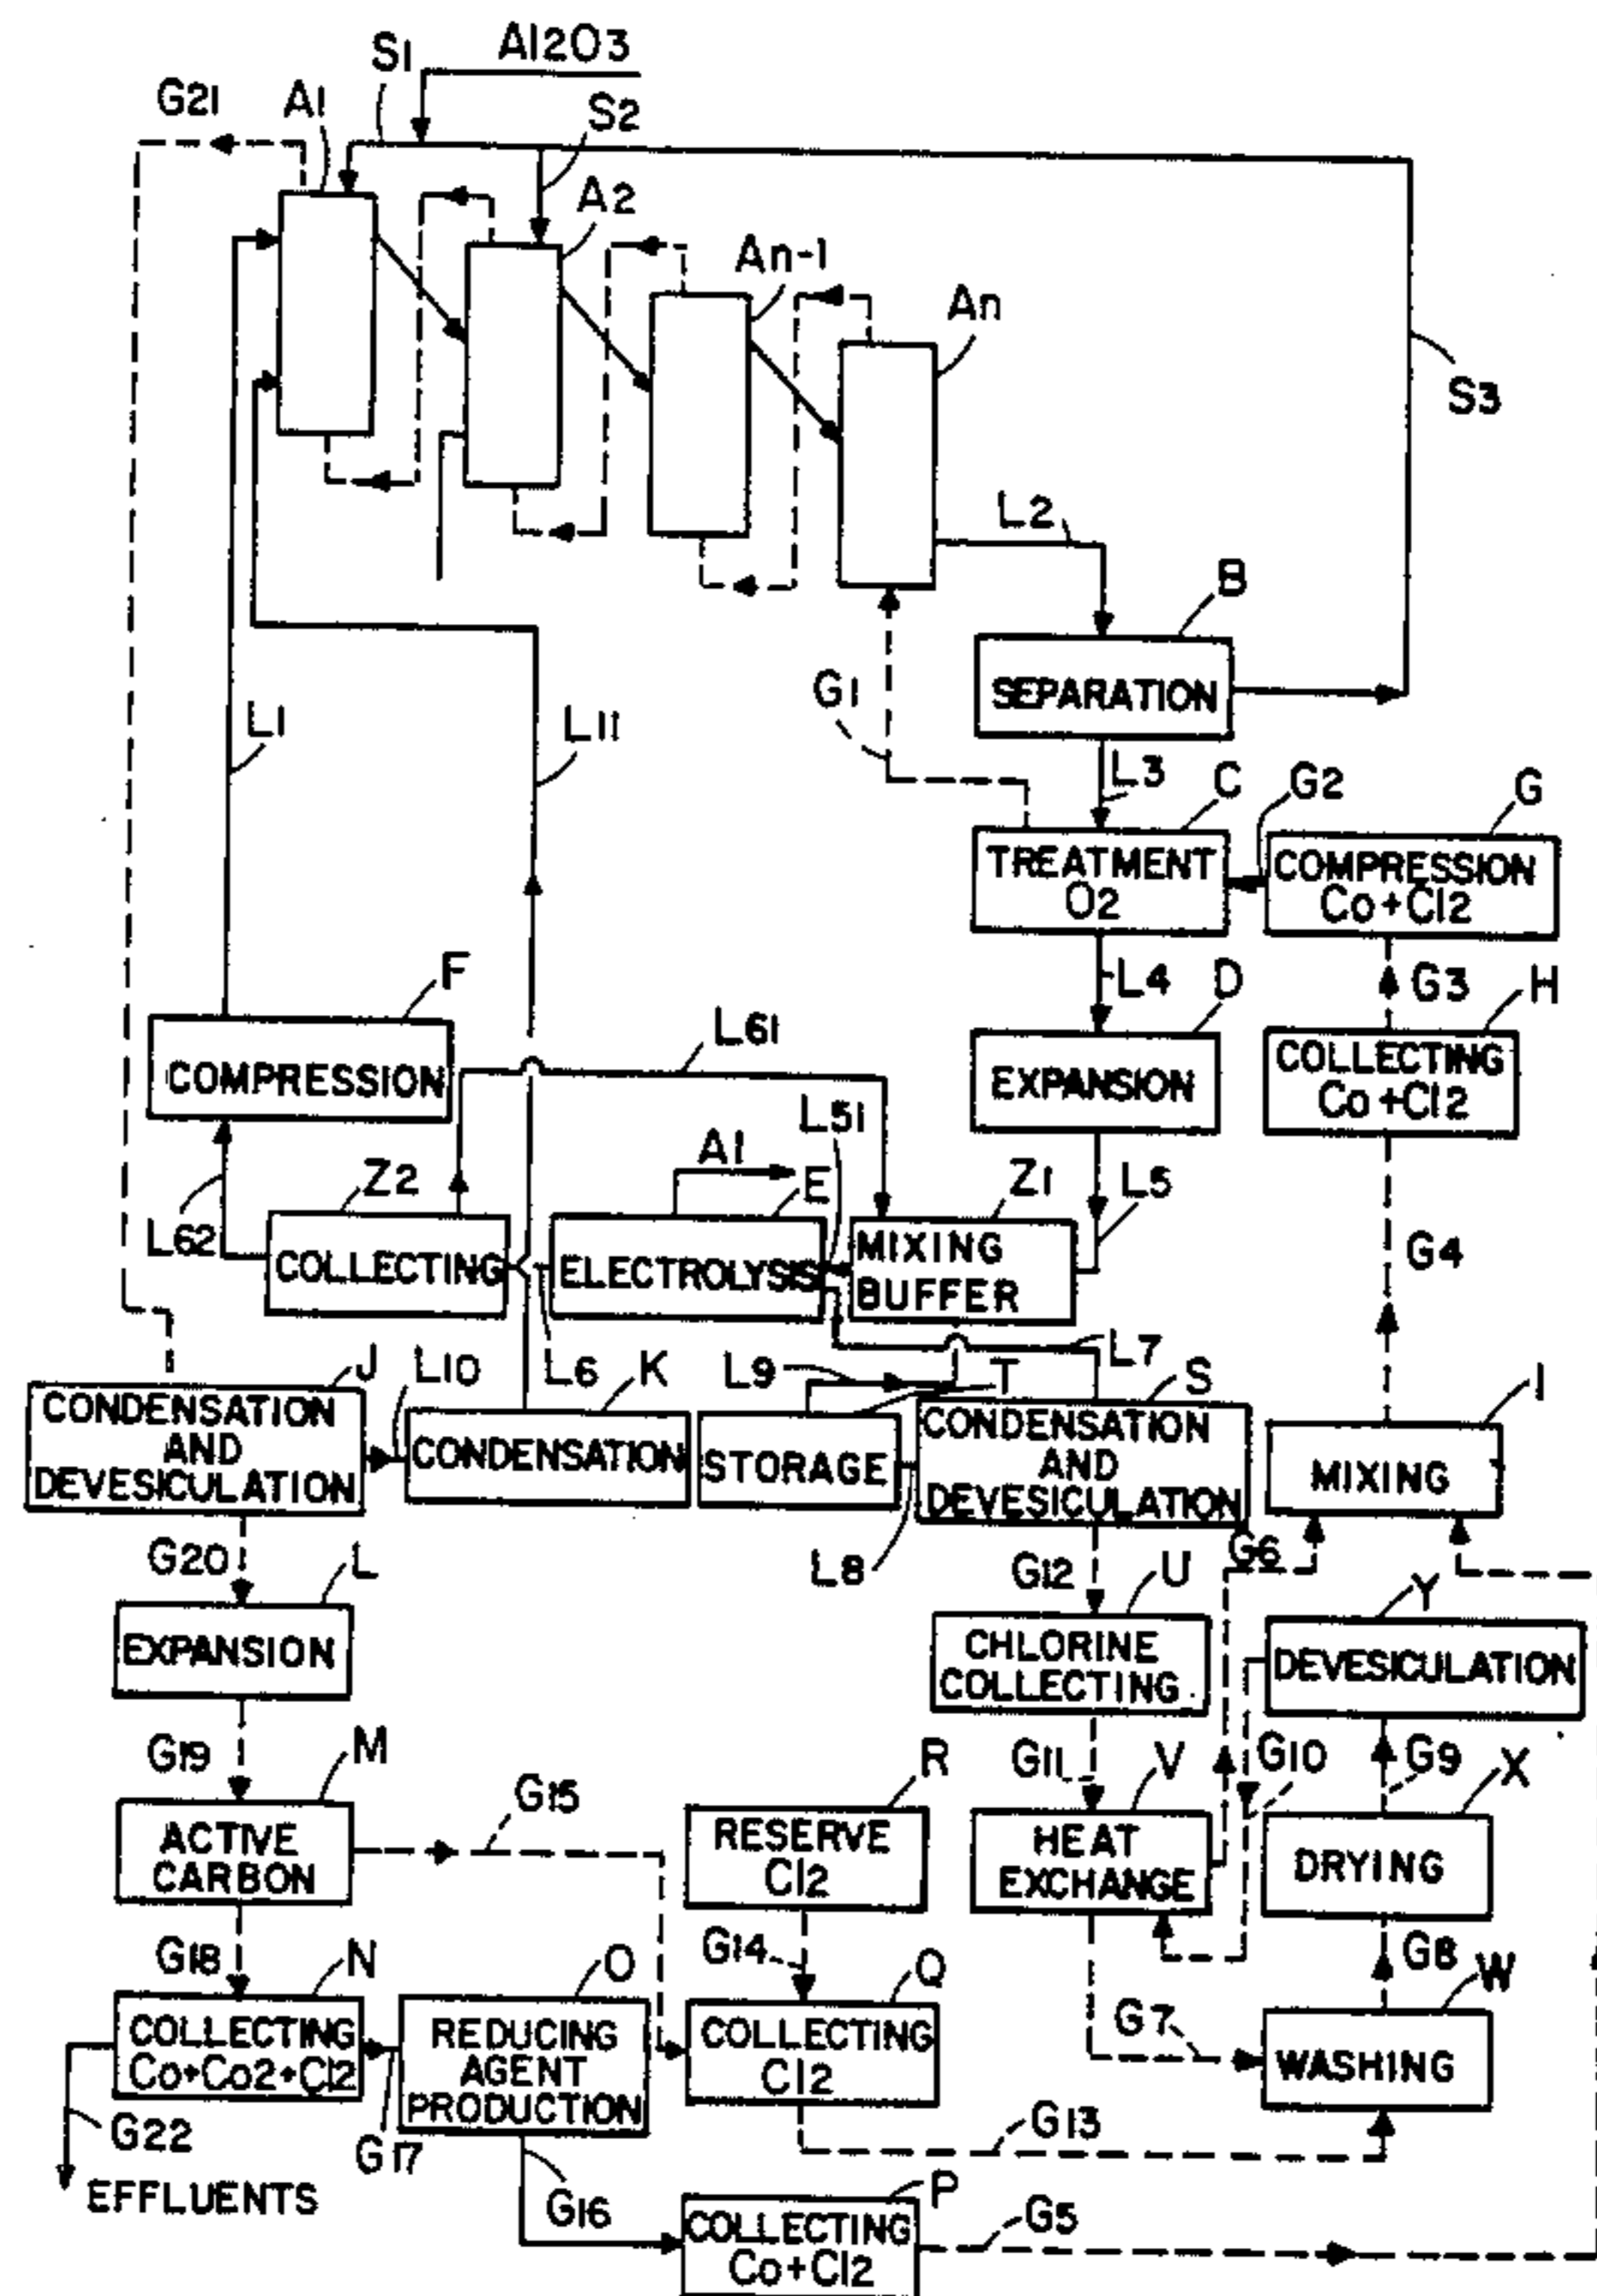 S1
Al2O3
G21
A1
S2
A2
An-1
An
S3
L2
B
SEPARATION
G1
L1
L11
L3
C
G2
G
TREATMENT
O2
COMPRESSION
Co+Cl2
L4
D
G3
H
F
L61
COMPRESSION
EXPANSION
COLLECTING
Co+Cl2
L51
Al
E
Z1
L5
Z2
L62
COLLECTING
ELECTROLYSIS
MIXING
BUFFER
G4
J
L10
L6
K
L9
T
L7
S
I
CONDENSATION
AND
DEVESICULATION
CONDENSATION
STORAGE
CONDENSATION
AND
DEVESICULATION
MIXING
G20
L
L8
G12
U
G6
Y
EXPANSION
CHLORINE
COLLECTING
DEVESICULATION
G19
M
G15
R
G11
V
G10
G9
X
ACTIVE
CARBON
RESERVE
Cl2
HEAT
EXCHANGE
DRYING
G18
N
O
G14
Q
G8
W
COLLECTING
Co+Co2+Cl2
REDUCING
AGENT
PRODUCTION
COLLECTING
Cl2
G7
WASHING
G22
G17
G13
EFFLUENTS
G16
P
G5
COLLECTING
Co+Cl2